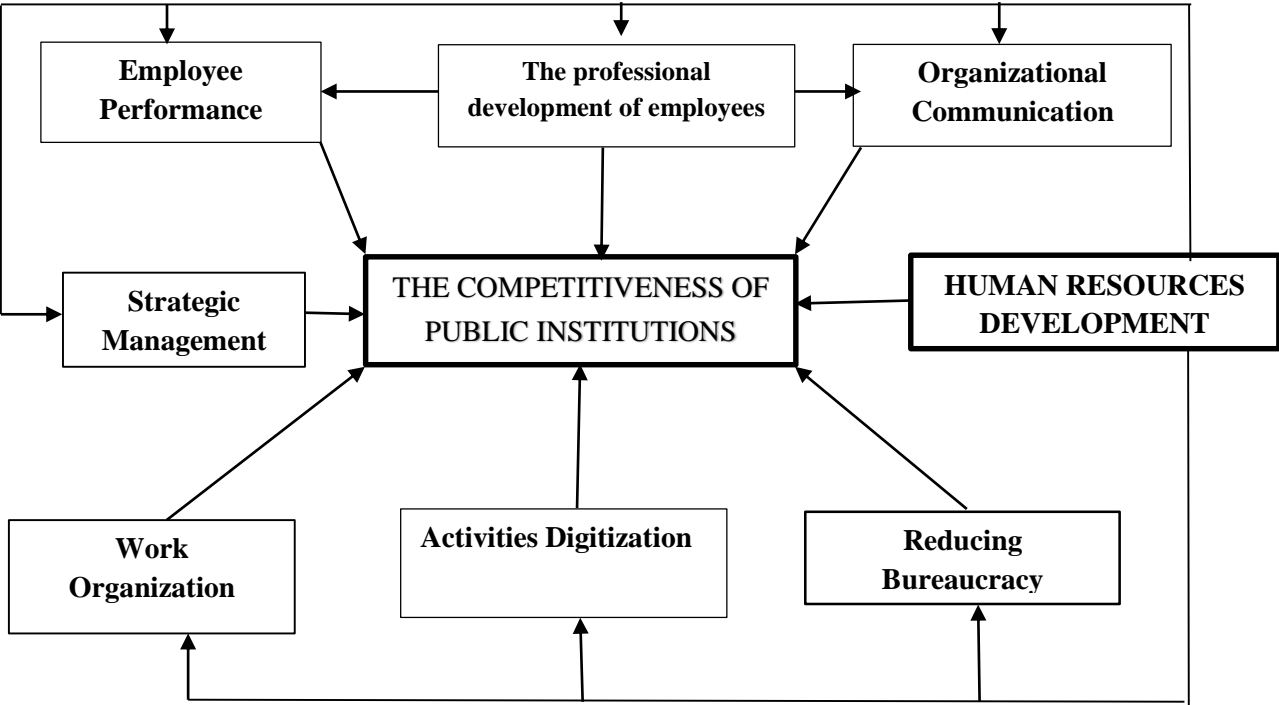 Employee
Performance
The professional
development of employees
Organizational
Communication
Strategic
Management
THE COMPETITIVENESS OF
PUBLIC INSTITUTIONS
HUMAN RESOURCES
DEVELOPMENT
Work
Organization
Activities Digitization
Reducing
Bureaucracy